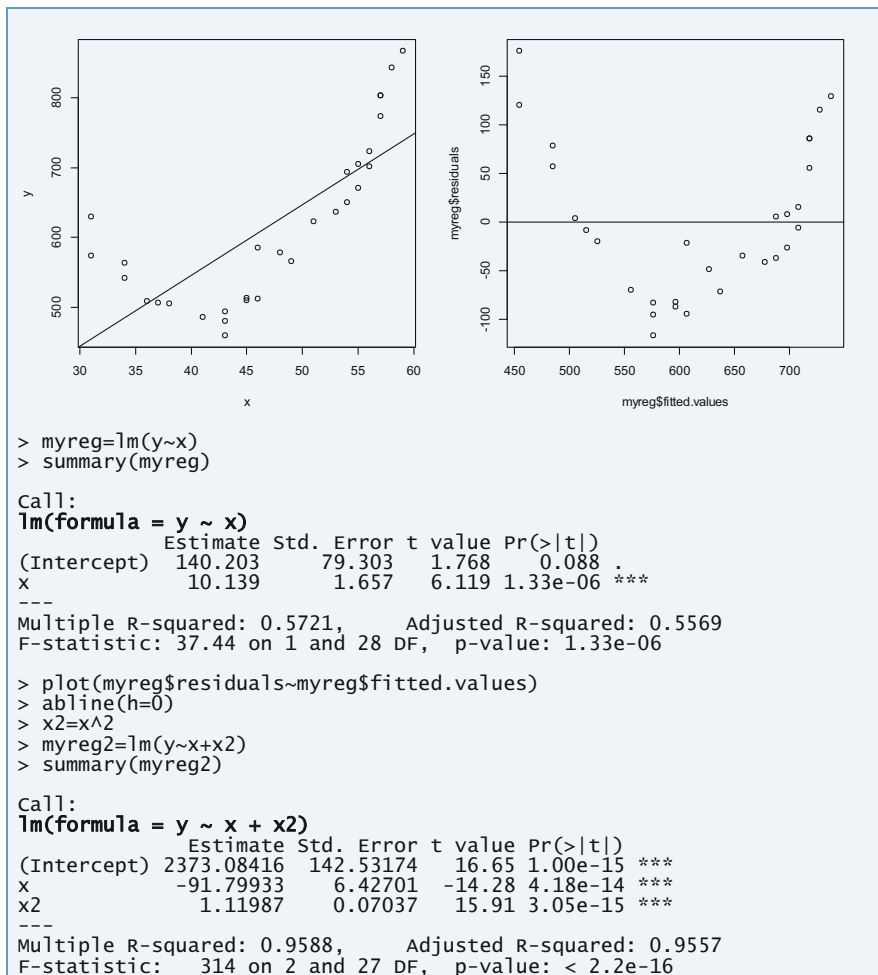 800
700
600
500
y
30 35 40 45 50 55 60
x
150
100
50
0
-50
-100
myreg$residuals
450 500 550 600 650 700
myreg$fitted.values
> myreg=lm(y~x)
> summary(myreg)
Call:
lm(formula = y ~ x)
Estimate Std. Error t value Pr(>|t|)
(Intercept) 140.203 79.303 1.768 0.088 .
x 10.139 1.657 6.119 1.33e-06 ***
---
Multiple R-squared: 0.5721, Adjusted R-squared: 0.5569
F-statistic: 37.44 on 1 and 28 DF, p-value: 1.33e-06
> plot(myreg$residuals~myreg$fitted.values)
> abline(h=0)
> x2=x^2
> myreg2=lm(y~x+x2)
> summary(myreg2)
Call:
lm(formula = y ~ x + x2)
Estimate Std. Error t value Pr(>|t|)
(Intercept) 2373.08416 142.53174 16.65 1.00e-15 ***
x -91.79933 6.42701 -14.28 4.18e-14 ***
x2 1.11987 0.07037 15.91 3.05e-15 ***
---
Multiple R-squared: 0.9588, Adjusted R-squared: 0.9557
F-statistic: 314 on 2 and 27 DF, p-value: < 2.2e-16